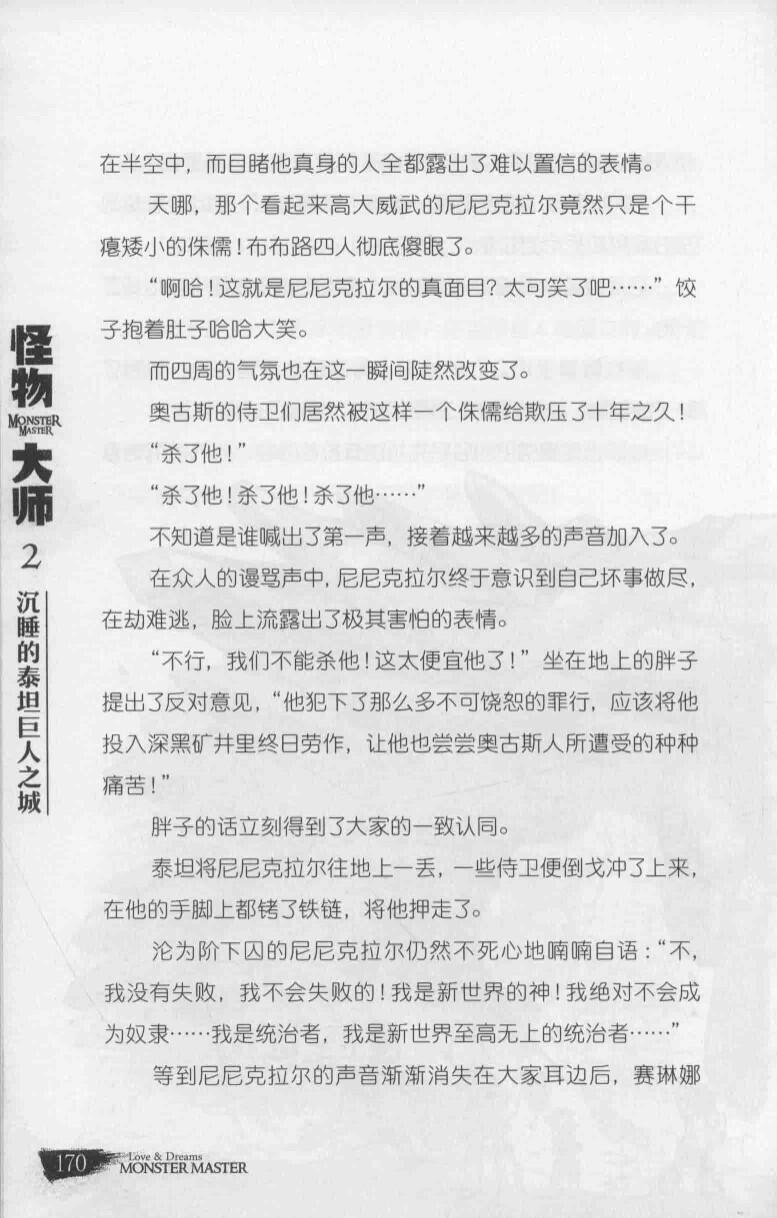 在半空中，而目睹他真身的人全都露出了难以置信的表情。
天哪，那个看起来高大威武的尼尼克拉尔竟然只是个干
瘪矮小的侏儒！布布路四人彻底傻眼了。
“啊哈！这就是尼尼克拉尔的真面目？太可笑了吧……”饺
子抱着肚子哈哈大笑。
而四周的气氛也在这一瞬间陡然改变了。
奥古斯的侍卫们居然被这样一个侏儒给欺压了十年之久！
“杀了他！”
“杀了他！杀了他！杀了他……”
不知道是谁喊出了第一声，接着越来越多的声音加入了。
在众人的谩骂声中，尼尼克拉尔终于意识到自己坏事做尽，
在劫难逃，脸上流露出了极其害怕的表情。
“不行，我们不能杀他！这太便宜他了！”坐在地上的胖子
提出了反对意见，“他犯下了那么多不可饶恕的罪行，应该将他
投入深黑矿井里终日劳作，让他也尝尝奥古斯人所遭受的种种
痛苦！”
胖子的话立刻得到了大家的一致认同。
泰坦将尼尼克拉尔往地上一丢，一些侍卫便倒戈冲了上来，
在他的手脚上都铐了铁链，将他押走了。
沦为阶下囚的尼尼克拉尔仍然不死心地喃喃自语：“不，
我没有失败，我不会失败的！我是新世界的神！我绝对不会成
为奴隶……我是统治者，我是新世界至高无上的统治者……”
等到尼尼克拉尔的声音渐渐消失在大家耳边后，赛琳娜
怪物
MONSTER
MASTER
大师
2
沉睡的泰坦巨人之城
170
Love & Dreams
MONSTER MASTER